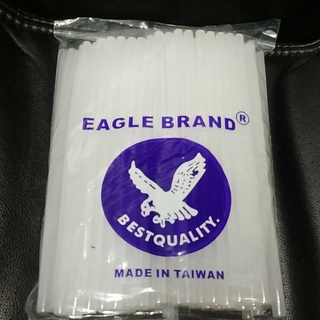 EAGLE BRAND®
BESTQUALITY.
MADE IN TAIWAN